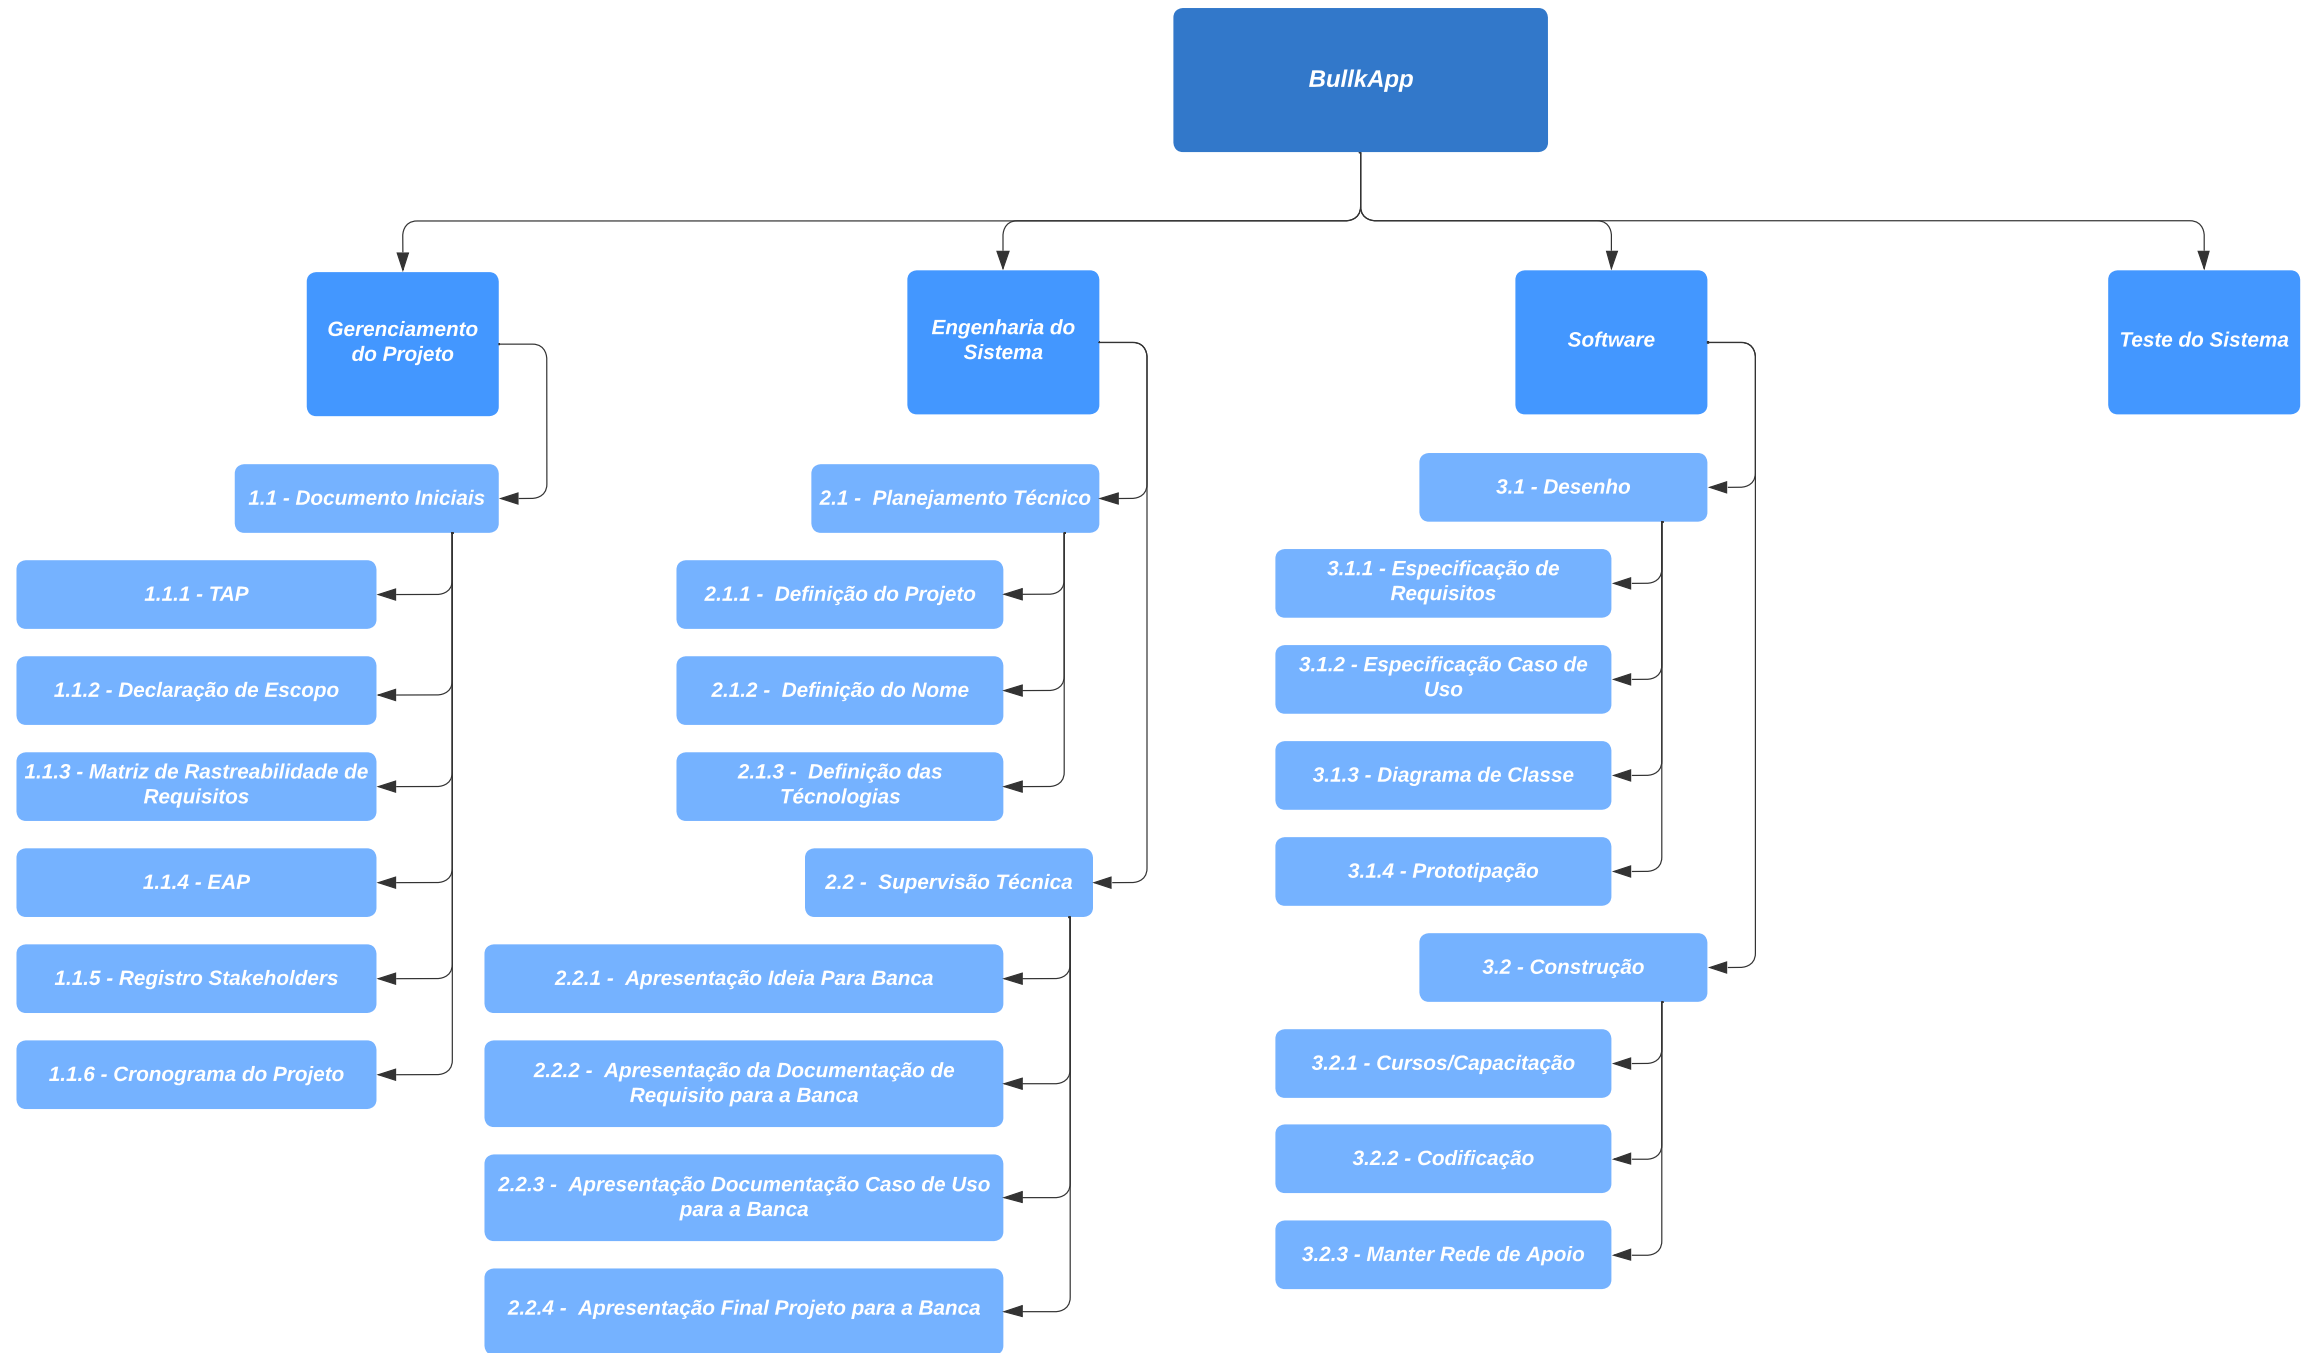 BullkApp
Gerenciamento
do Projeto
1.1 - Documento Iniciais
1.1.1 - TAP
1.1.2 - Declaração de Escopo
1.1.3 - Matriz de Rastreabilidade de
Requisitos
1.1.4 - EAP
1.1.5 - Registro Stakeholders
1.1.6 - Cronograma do Projeto
Engenharia do
Sistema
2.1 - Planejamento Técnico
2.1.1 - Definição do Projeto
2.1.2 - Definição do Nome
2.1.3 - Definição das
Técnologias
2.2 - Supervisão Técnica
2.2.1 - Apresentação Ideia Para Banca
2.2.2 - Apresentação da Documentação de
Requisito para a Banca
2.2.3 - Apresentação Documentação Caso de Uso
para a Banca
2.2.4 - Apresentação Final Projeto para a Banca
Software
3.1 - Desenho
3.1.1 - Especificação de
Requisitos
3.1.2 - Especificação Caso de
Uso
3.1.3 - Diagrama de Classe
3.1.4 - Prototipação
3.2 - Construção
3.2.1 - Cursos/Capacitação
3.2.2 - Codificação
3.2.3 - Manter Rede de Apoio
Teste do Sistema